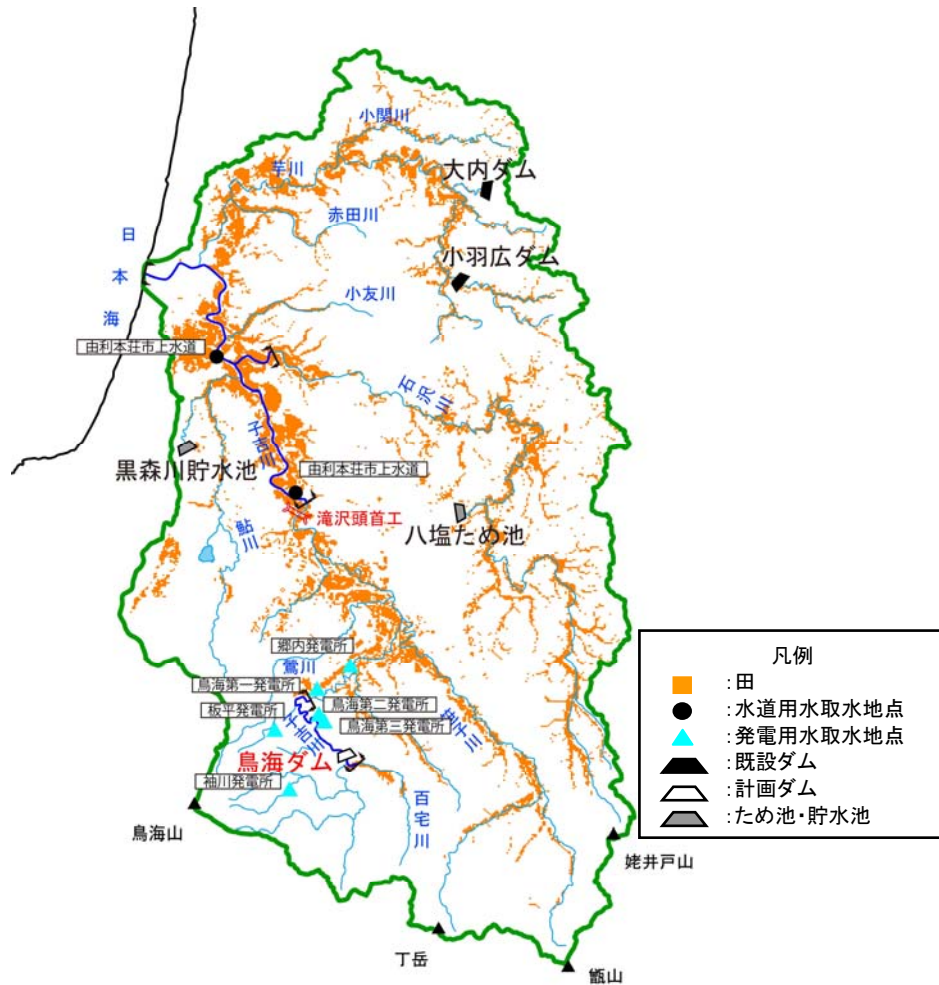 小関川
芋川
大内ダム
赤田川
日本海
小羽広ダム
小友川
由利本荘市上水道
石沢川
子吉川
黒森川貯水池
由利本荘市上水道
滝沢頭首工
八塩ため池
鮎川
郷内発電所
鶯川
鳥海第一発電所
鳥海第二発電所
板平発電所
鳥海第三発電所
子吉川
笹子川
鳥海ダム
袖川発電所
百宅川
鳥海山
姥井戸山
丁岳
甑山
凡例
:田
:水道用水取水地点
:発電用水取水地点
:既設ダム
:計画ダム
:ため池・貯水池